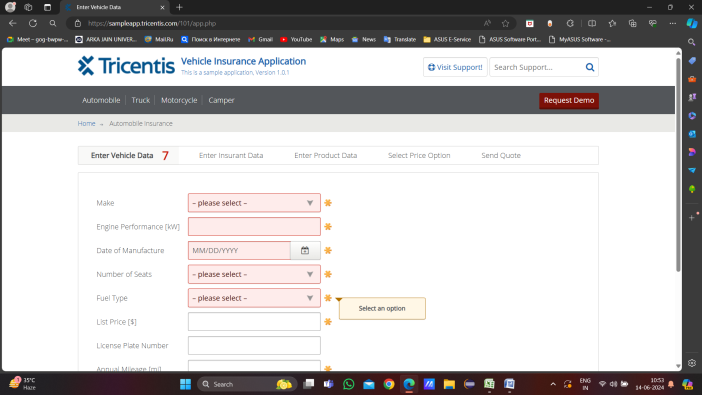 Enter Vehicle Data
https://sampleapp.tricentis.com/101/app.php
Meet – gog-bwpw-...
ARKA JAIN UNIVER...
Mail.Ru
Поиск в Интернете
Gmail
YouTube
Maps
News
Translate
ASUS E-Service
ASUS Software Port...
MyASUS Software -...
Tricentis
Vehicle Insurance Application
This is a sample application. Version 1.0.1
Visit Support!
Search Support...
Automobile
Truck
Motorcycle
Camper
Request Demo
Home » Automobile Insurance
Enter Vehicle Data 7
Enter Insurant Data
Enter Product Data
Select Price Option
Send Quote
Make
– please select –
Engine Performance [kW]
Date of Manufacture
MM/DD/YYYY
Number of Seats
– please select –
Fuel Type
– please select –
Select an option
List Price [$]
License Plate Number
Annual Mileage [mi]
35°C
Haze
Search
ENG
IN
10:53
14-06-2024